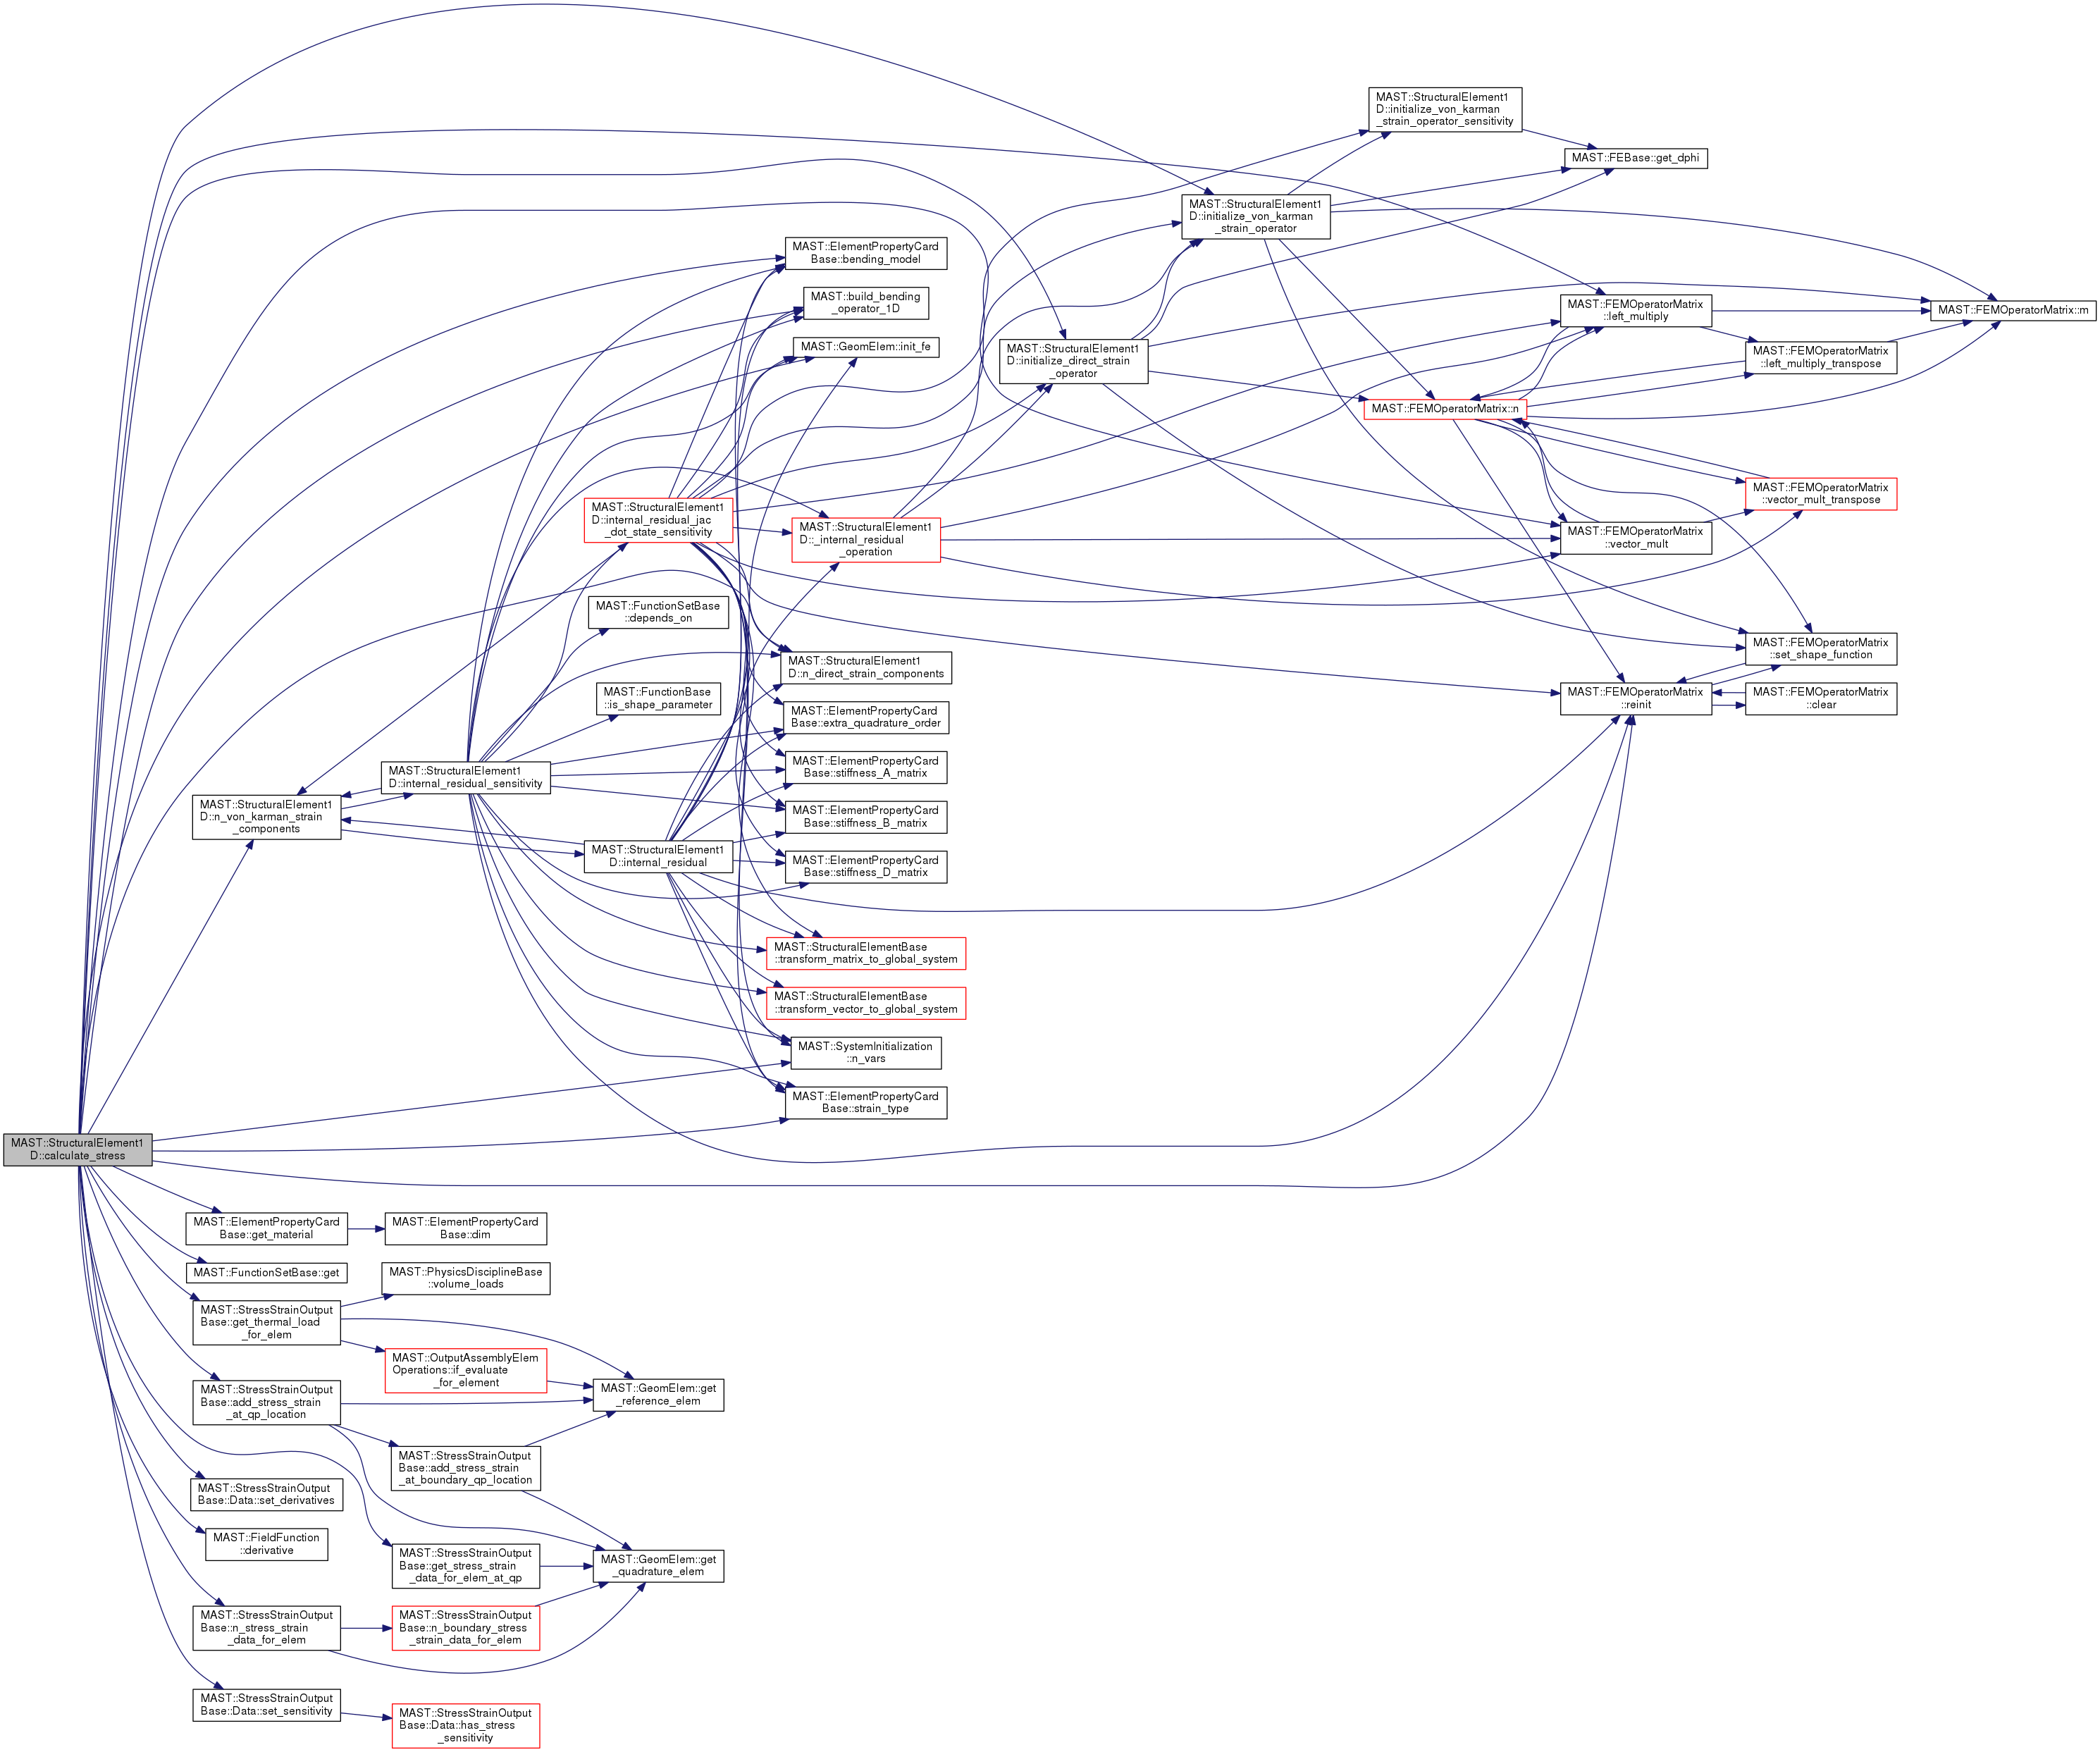 MAST::StructuralElement1
D::calculate_stress
MAST::StructuralElement1
D::n_von_karman_strain
_components
MAST::ElementPropertyCard
Base::get_material
MAST::FunctionSetBase::get
MAST::StressStrainOutput
Base::get_thermal_load
_for_elem
MAST::StressStrainOutput
Base::add_stress_strain
_at_qp_location
MAST::StressStrainOutput
Base::Data::set_derivatives
MAST::FieldFunction
::derivative
MAST::StressStrainOutput
Base::n_stress_strain
_data_for_elem
MAST::StressStrainOutput
Base::Data::set_sensitivity
MAST::StructuralElement1
D::internal_residual_sensitivity
MAST::ElementPropertyCard
Base::dim
MAST::PhysicsDisciplineBase
::volume_loads
MAST::OutputAssemblyElem
Operations::if_evaluate
_for_element
MAST::StressStrainOutput
Base::add_stress_strain
_at_boundary_qp_location
MAST::StressStrainOutput
Base::get_stress_strain
_data_for_elem_at_qp
MAST::StressStrainOutput
Base::n_boundary_stress
_strain_data_for_elem
MAST::StressStrainOutput
Base::Data::has_stress
_sensitivity
MAST::StructuralElement1
D::internal_residual_jac
_dot_state_sensitivity
MAST::FunctionSetBase
::depends_on
MAST::FunctionBase
::is_shape_parameter
MAST::StructuralElement1
D::internal_residual
MAST::GeomElem::get
_reference_elem
MAST::GeomElem::get
_quadrature_elem
MAST::ElementPropertyCard
Base::bending_model
MAST::build_bending
_operator_1D
MAST::GeomElem::init_fe
MAST::StructuralElement1
D::_internal_residual
_operation
MAST::StructuralElement1
D::n_direct_strain_components
MAST::ElementPropertyCard
Base::extra_quadrature_order
MAST::ElementPropertyCard
Base::stiffness_A_matrix
MAST::ElementPropertyCard
Base::stiffness_B_matrix
MAST::ElementPropertyCard
Base::stiffness_D_matrix
MAST::StructuralElementBase
::transform_matrix_to_global_system
MAST::StructuralElementBase
::transform_vector_to_global_system
MAST::SystemInitialization
::n_vars
MAST::ElementPropertyCard
Base::strain_type
MAST::StructuralElement1
D::initialize_direct_strain
_operator
MAST::StructuralElement1
D::initialize_von_karman
_strain_operator
MAST::StructuralElement1
D::initialize_von_karman
_strain_operator_sensitivity
MAST::FEMOperatorMatrix::n
MAST::FEBase::get_dphi
MAST::FEMOperatorMatrix
::left_multiply
MAST::FEMOperatorMatrix
::vector_mult
MAST::FEMOperatorMatrix
::reinit
MAST::FEMOperatorMatrix
::left_multiply_transpose
MAST::FEMOperatorMatrix
::vector_mult_transpose
MAST::FEMOperatorMatrix
::set_shape_function
MAST::FEMOperatorMatrix
::clear
MAST::FEMOperatorMatrix::m